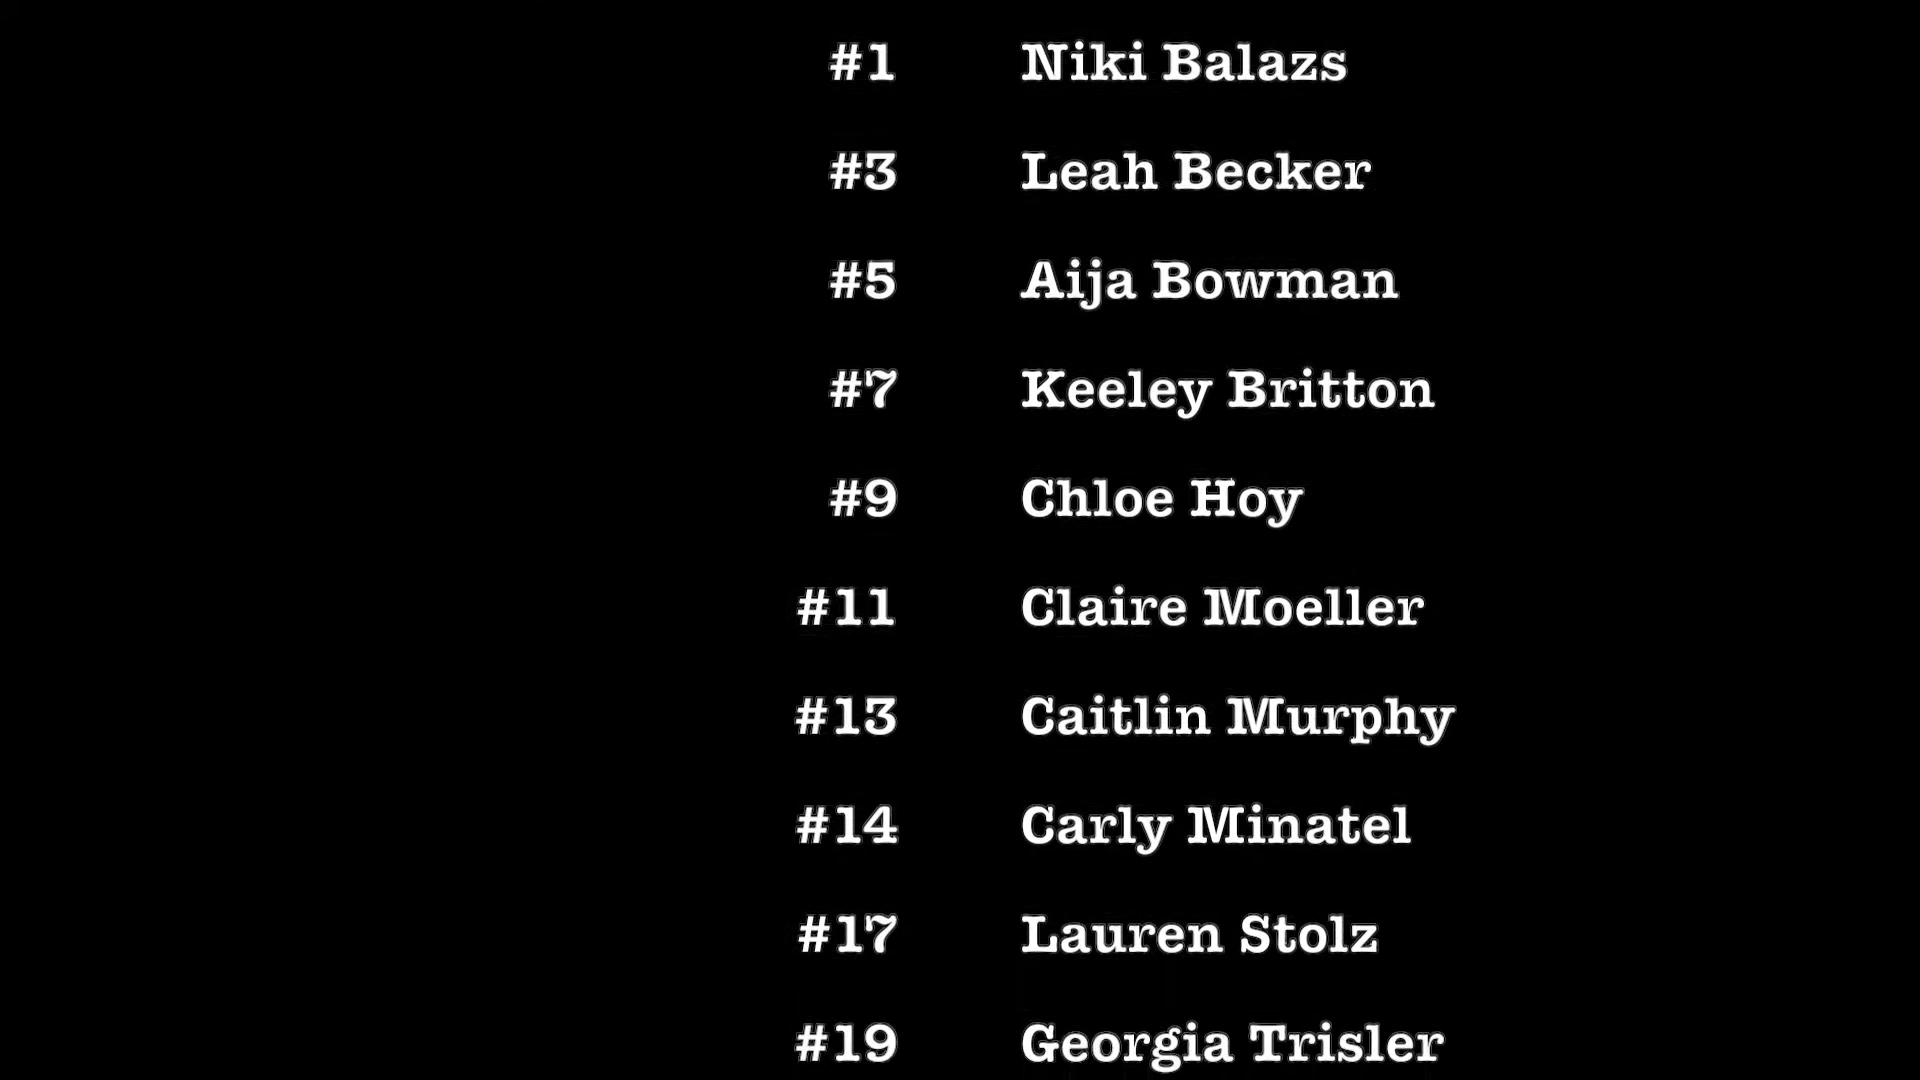 #1 Niki Balazs
#3 Leah Becker
#5 Aija Bowman
#7 Keeley Britton
#9 Chloe Hoy
#11 Claire Moeller
#13 Caitlin Murphy
#14 Carly Minatel
#17 Lauren Stolz
#19 Georgia Trisler